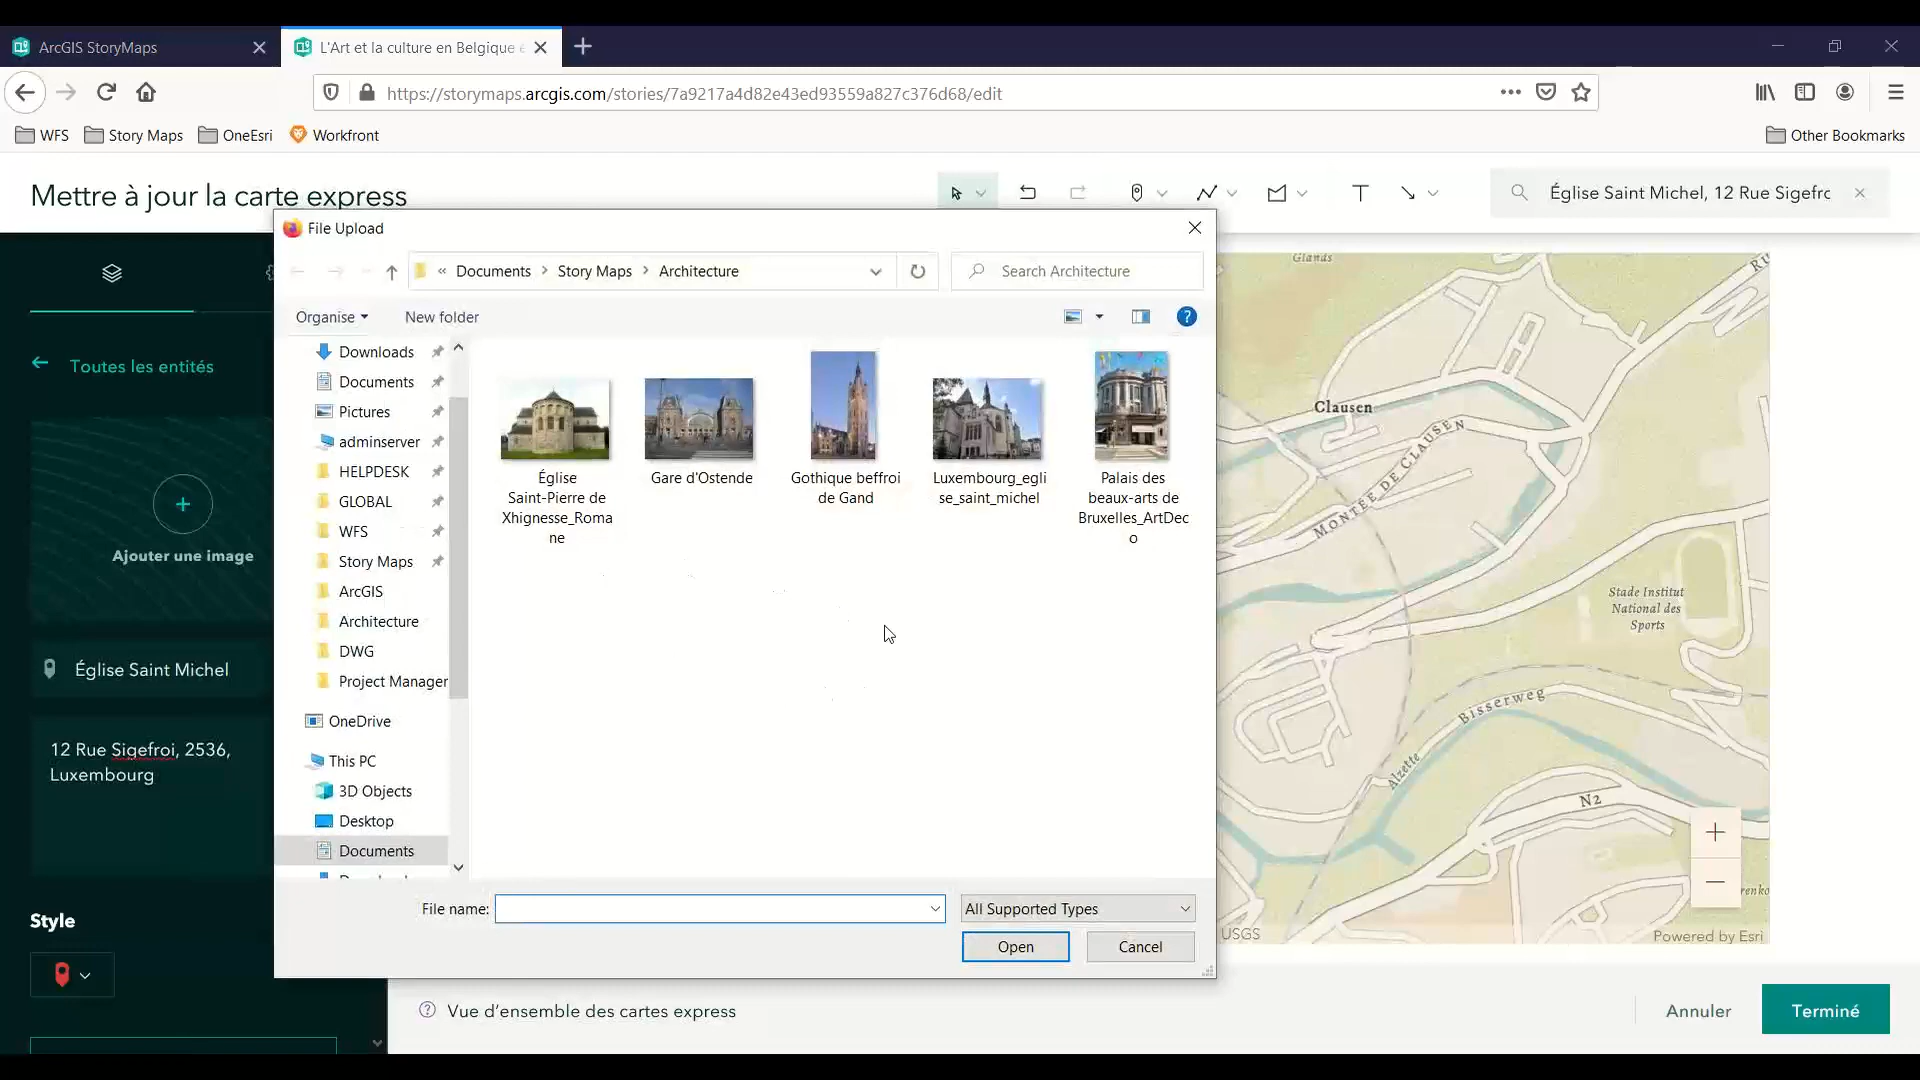 ArcGIS StoryMaps
L'Art et la culture en Belgique e
https://storymaps.arcgis.com/stories/7a9217a4d82e43ed93559a827c376d68/edit
WFS
Story Maps
OneEsri
Workfront
Other Bookmarks
Mettre à jour la carte express
Église Saint Michel, 12 Rue Sigefrc
File Upload
« Documents > Story Maps > Architecture
Search Architecture
Organise
New folder
Toutes les entités
Ajouter une image
Église Saint Michel
12 Rue Sigefroi, 2536,
Luxembourg
Style
Downloads
Documents
Pictures
adminserver
HELPDESK
GLOBAL
WFS
Story Maps
ArcGIS
Architecture
DWG
Project Manager
OneDrive
This PC
3D Objects
Desktop
Documents
Église
Saint-Pierre de
Xhignesse_Roma
ne
Gare d'Ostende
Gothique beffroi
de Gand
Luxembourg_egli
se_saint_michel
Palais des
beaux-arts de
Bruxelles_ArtDec
o
File name:
All Supported Types
Open
Cancel
Glands
Clausen
MONTÉE DE CLAUSEN
Stade Institut
National des
Sports
Bisserweg
Alzette
N2
USGS
Powered by Esri
Vue d’ensemble des cartes express
Annuler
Terminé